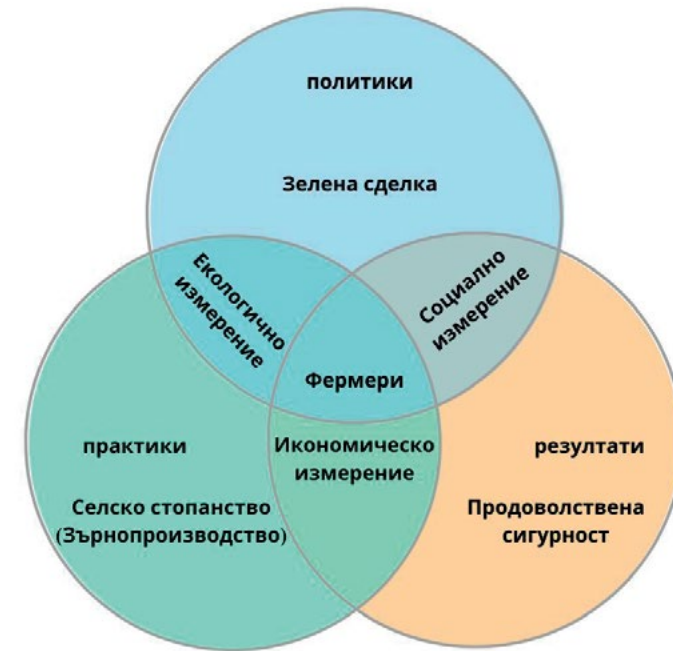 политики
Зелена сделка
Екологично
измерение
Социално
измерение
Фермери
практики
Икономическо
измерение
резултати
Селско стопанство
(Зърнопроизводство)
Продоволствена
сигурност